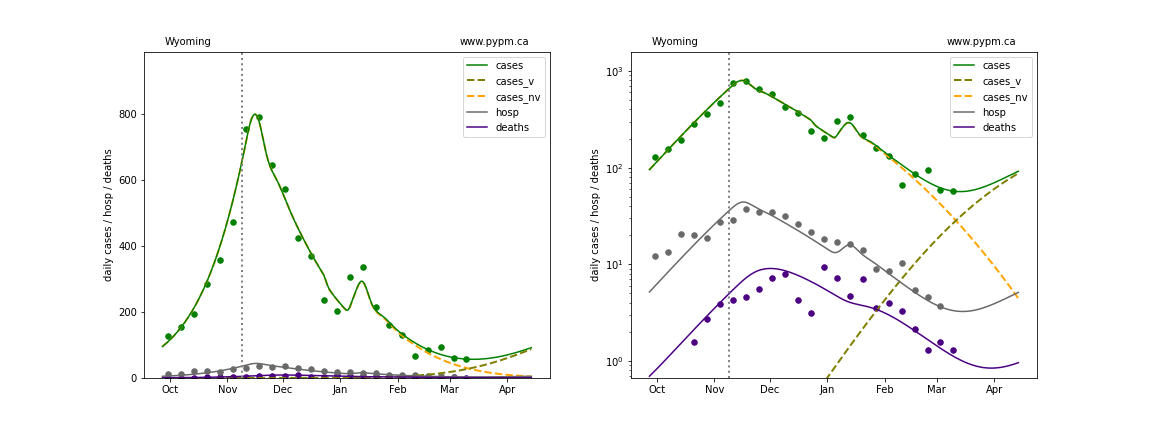 Wyoming www.pypm.ca
daily cases / hosp / deaths
800
600
400
200
0
Oct Nov Dec Jan Feb Mar Apr
cases
cases_v
cases_nv
hosp
deaths
Wyoming www.pypm.ca
daily cases / hosp / deaths
10³
10²
10¹
10⁰
Oct Nov Dec Jan Feb Mar Apr
cases
cases_v
cases_nv
hosp
deaths